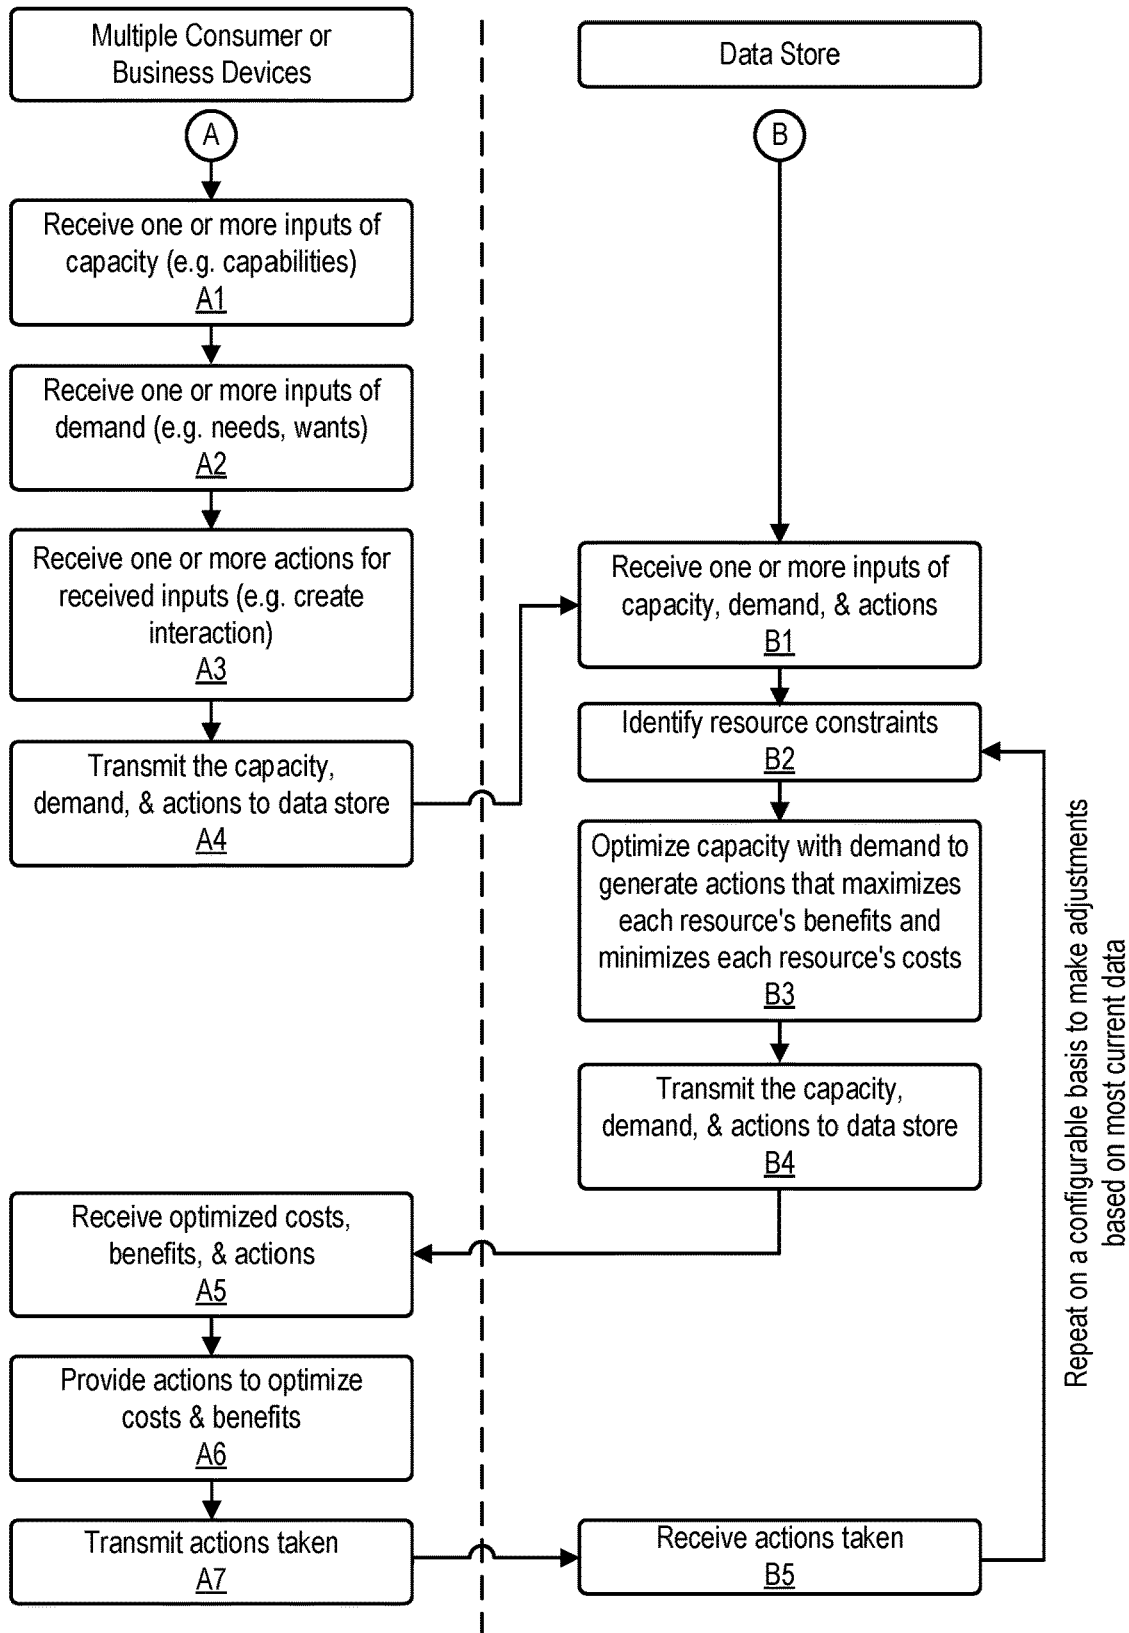 Multiple Consumer or
Business Devices
A
Receive one or more inputs of
capacity (e.g. capabilities)
A1
Receive one or more inputs of
demand (e.g. needs, wants)
A2
Receive one or more actions for
received inputs (e.g. create
interaction)
A3
Transmit the capacity,
demand, & actions to data store
A4
Receive optimized costs,
benefits, & actions
A5
Provide actions to optimize
costs & benefits
A6
Transmit actions taken
A7
Data Store
B
Receive one or more inputs of
capacity, demand, & actions
B1
Identify resource constraints
B2
Optimize capacity with demand to
generate actions that maximizes
each resource's benefits and
minimizes each resource's costs
B3
Transmit the capacity,
demand, & actions to data store
B4
Receive actions taken
B5
Repeat on a configurable basis to make adjustments
based on most current data